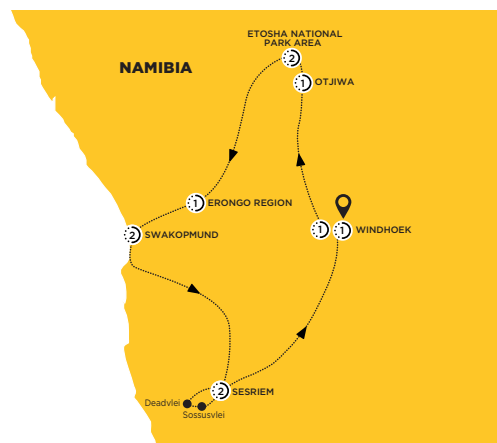 ETOSHA NATIONAL
PARK AREA
2
NAMIBIA
1 OTJIWA
1 ERONGO REGION
2 SWAKOPMUND
1 1 WINDHOEK
2 SESRIEM
Deadvlei
Sossusvlei